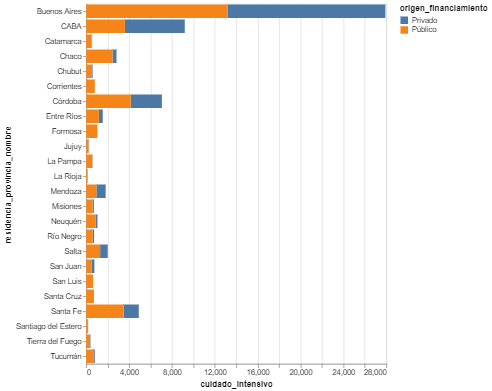 origen_financiamiento
Privado
Público
residencia_provincia_nombre
Buenos Aires
CABA
Catamarca
Chaco
Chubut
Corrientes
Córdoba
Entre Ríos
Formosa
Jujuy
La Pampa
La Rioja
Mendoza
Misiones
Neuquén
Río Negro
Salta
San Juan
San Luis
Santa Cruz
Santa Fe
Santiago del Estero
Tierra del Fuego
Tucumán
0 4,000 8,000 12,000 16,000 20,000 24,000 28,000
cuidado_intensivo